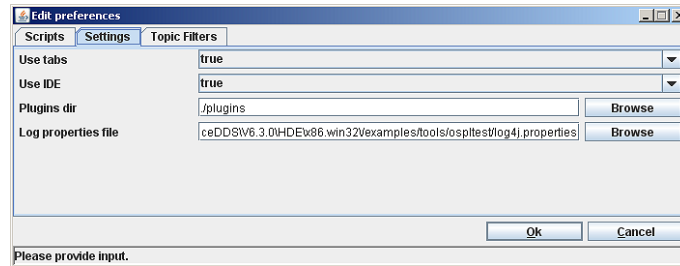 Edit preferences
Scripts Settings Topic Filters
Use tabs true
Use IDE true
Plugins dir ./plugins Browse
Log properties file ceDDS\V6.3.0\HDE\x86.win32\/examples/tools/ospltest/log4j.properties Browse
Ok Cancel
Please provide input.